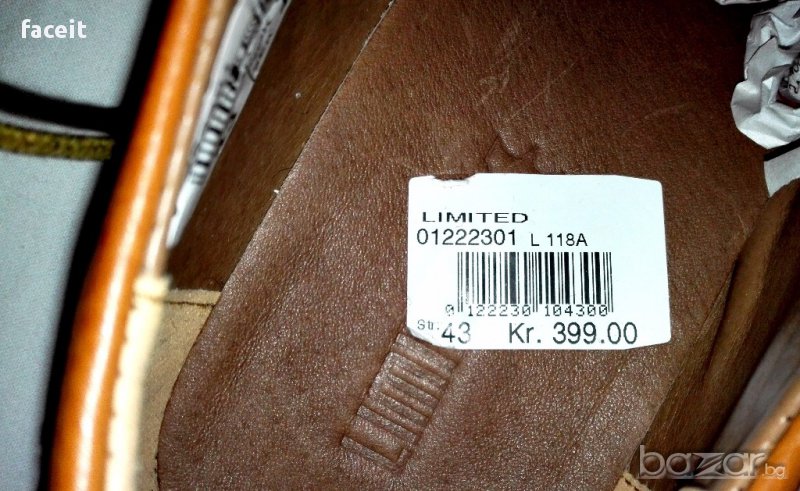 faceit
LIMITED
01222301 L 118A
0 122230 104300
Str. 43 Kr. 399.00
bazar.bg